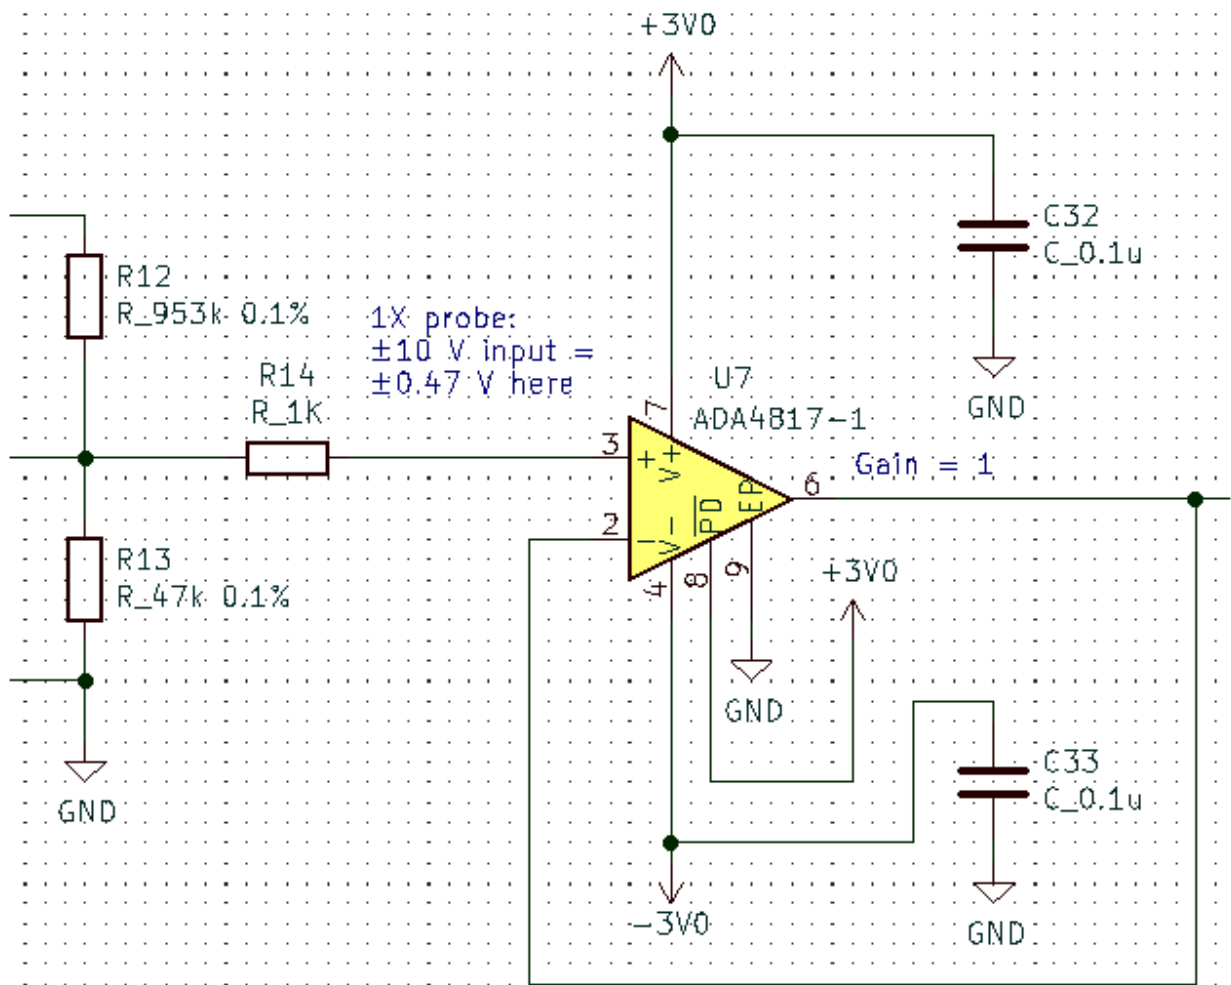 +3V0
C32
C_0.1u
GND
R12
R_953k 0.1%
1X probe:
±10 V input =
±0.47 V here
R14
R_1K
U7
ADA4817-1
7
3
+
V+
Gain = 1
6
2
-
V-
PD
EP
4
8
9
+3V0
GND
R13
R_47k 0.1%
GND
C33
C_0.1u
GND
-3V0